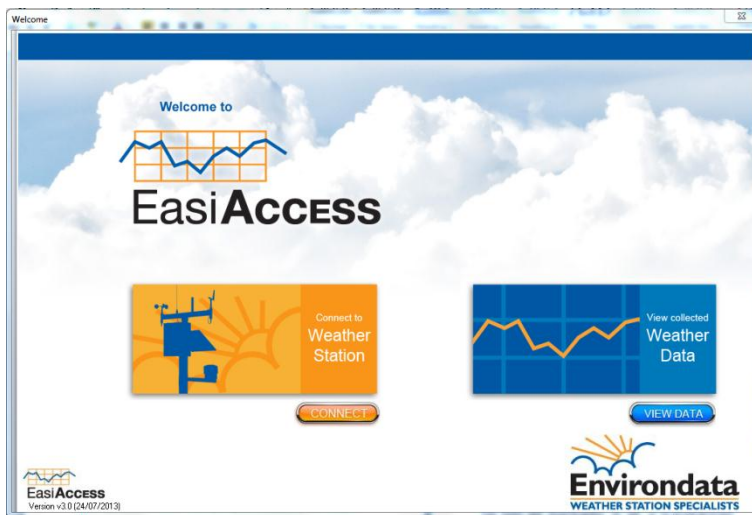 Welcome
Welcome to
EasiAccess
Connect to
Weather
Station
View collected
Weather
Data
CONNECT
VIEW DATA
EasiAccess
Version v3.0 (24/07/2013)
Environdata
WEATHER STATION SPECIALISTS